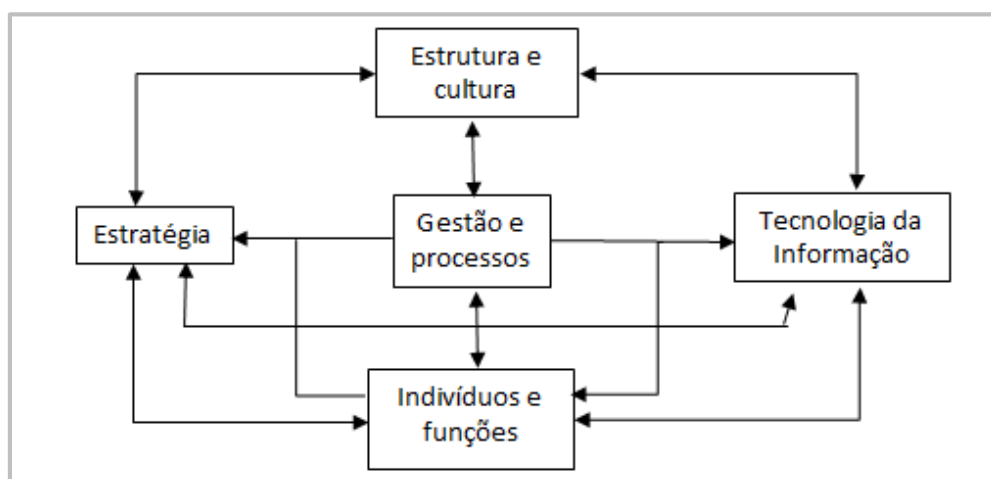 Estrutura e
cultura
Estratégia
Gestão e
processos
Tecnologia da
Informação
Indivíduos e
funções